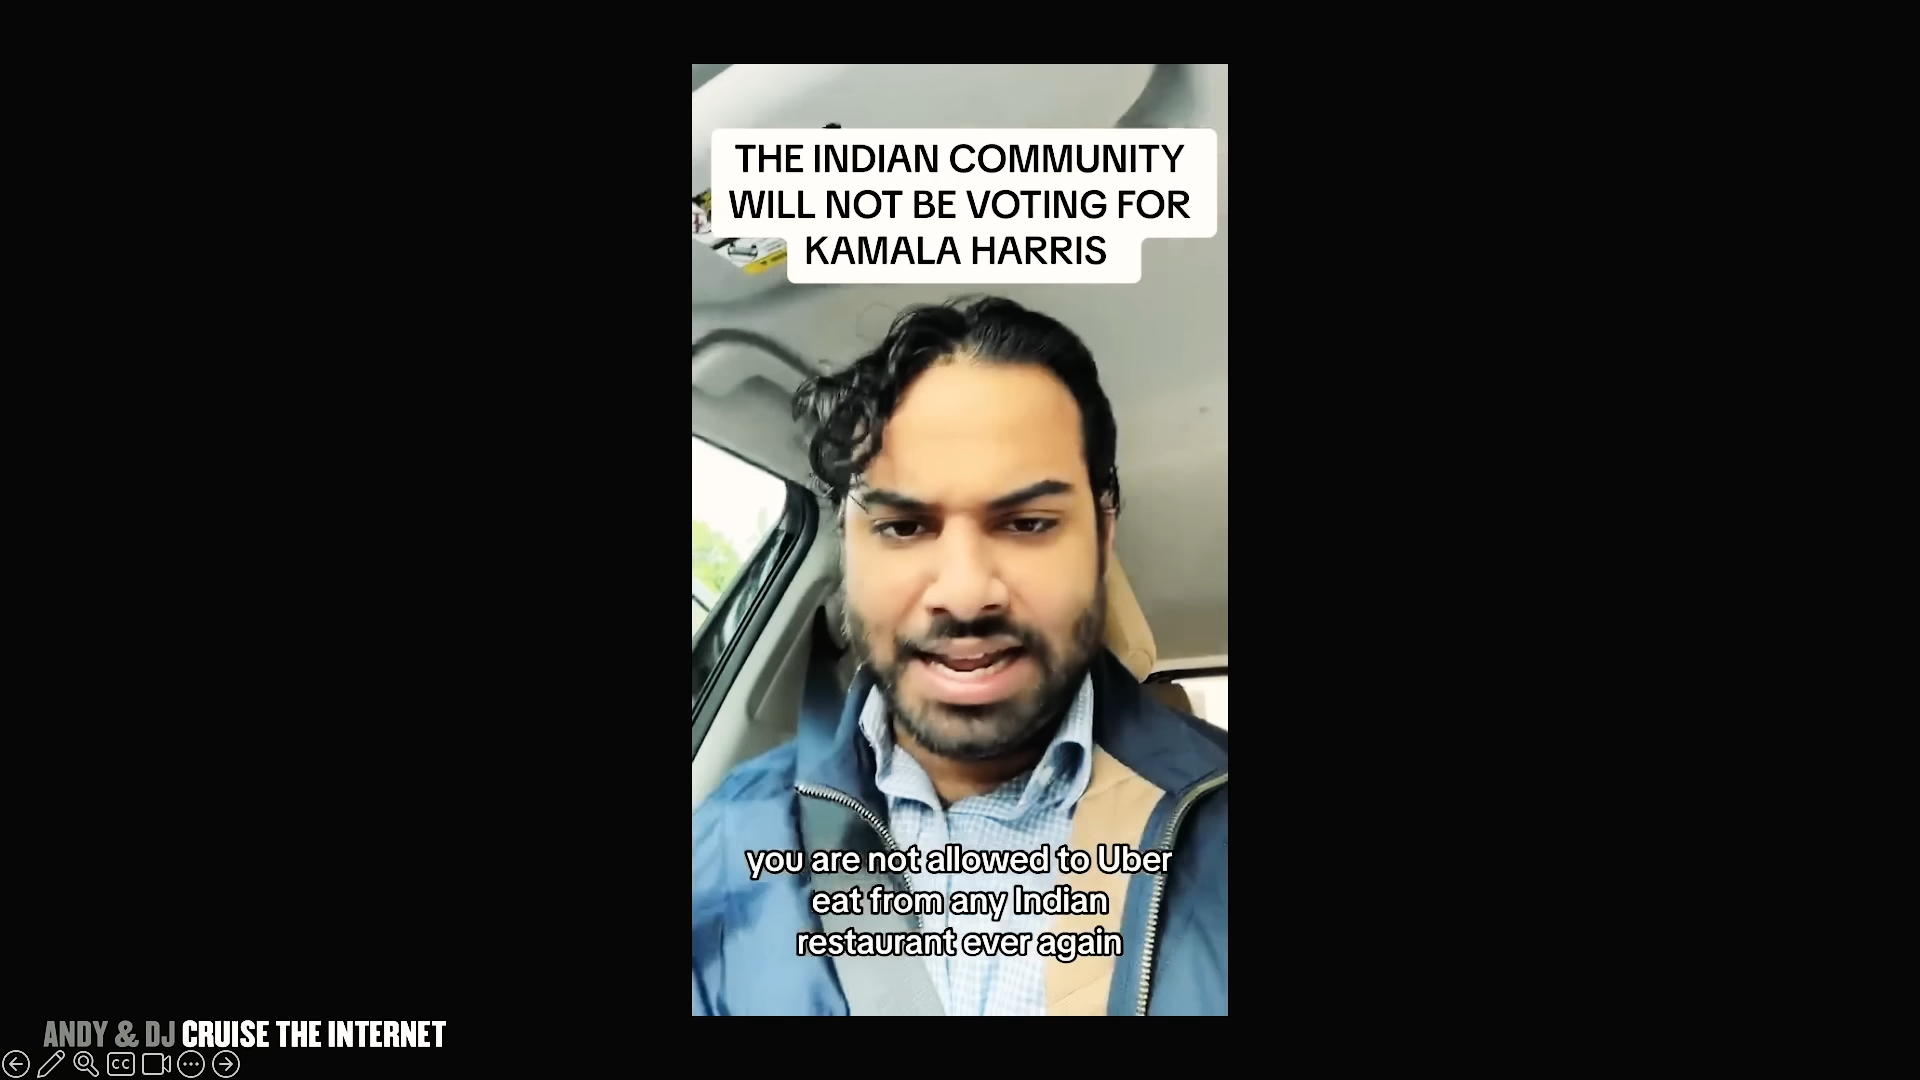 THE INDIAN COMMUNITY
WILL NOT BE VOTING FOR
KAMALA HARRIS
you are not allowed to Uber
eat from any Indian
restaurant ever again
ANDY & DJ CRUISE THE INTERNET
CC